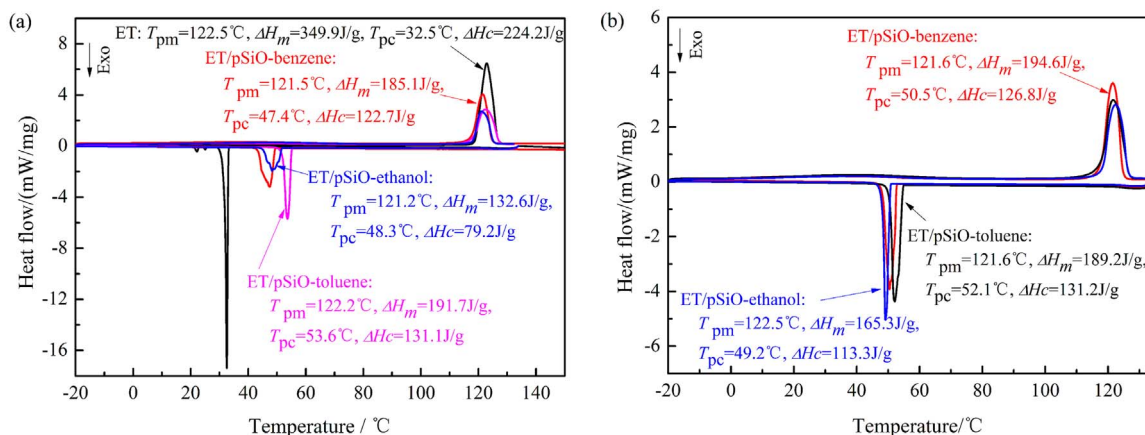 (a)
ET: Tpm=122.5℃, ΔHm=349.9J/g, Tpc=32.5℃, ΔHc=224.2J/g
Exo
ET/pSiO-benzene:
Tpm=121.5℃, ΔHm=185.1J/g,
Tpc=47.4℃, ΔHc=122.7J/g
ET/pSiO-ethanol:
Tpm=121.2℃, ΔHm=132.6J/g,
Tpc=48.3℃, ΔHc=79.2J/g
ET/pSiO-toluene:
Tpm=122.2℃, ΔHm=191.7J/g,
Tpc=53.6℃, ΔHc=131.1J/g
Heat flow/(mW/mg)
8
4
0
-4
-8
-12
-16
-20 0 20 40 60 80 100 120 140
Temperature / ℃
(b)
Exo
ET/pSiO-benzene:
Tpm=121.6℃, ΔHm=194.6J/g,
Tpc=50.5℃, ΔHc=126.8J/g
ET/pSiO-toluene:
Tpm=121.6℃, ΔHm=189.2J/g,
Tpc=52.1℃, ΔHc=131.2J/g
ET/pSiO-ethanol:
Tpm=122.5℃, ΔHm=165.3J/g,
Tpc=49.2℃, ΔHc=113.3J/g
Heat flow/(mW/mg)
6
4
2
0
-2
-4
-6
-20 0 20 40 60 80 100 120
Temperature/℃